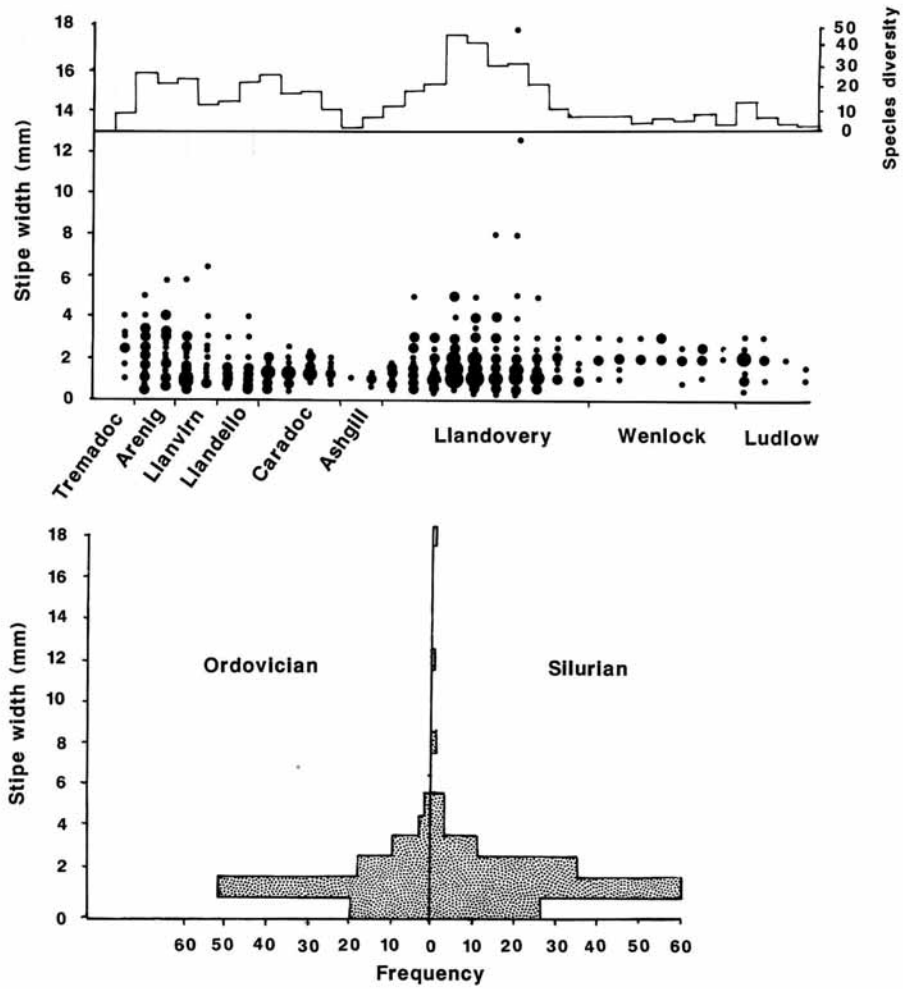 18
16
14
12
10
8
6
4
2
0
Stipe width (mm)
50
40
30
20
10
0
Species diversity
Tremadoc
Arenig
Llanvirn
Llandeilo
Caradoc
Ashgill
Llandovery
Wenlock
Ludlow
18
16
14
12
10
8
6
4
2
0
Stipe width (mm)
Ordovician
Silurian
60 50 40 30 20 10 0 10 20 30 40 50 60
Frequency